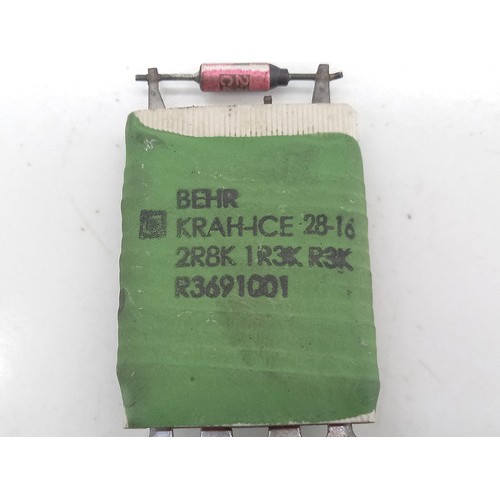 BEHR
KRAH-ICE 28-16
2R8K 1R3K R3K
R3691001